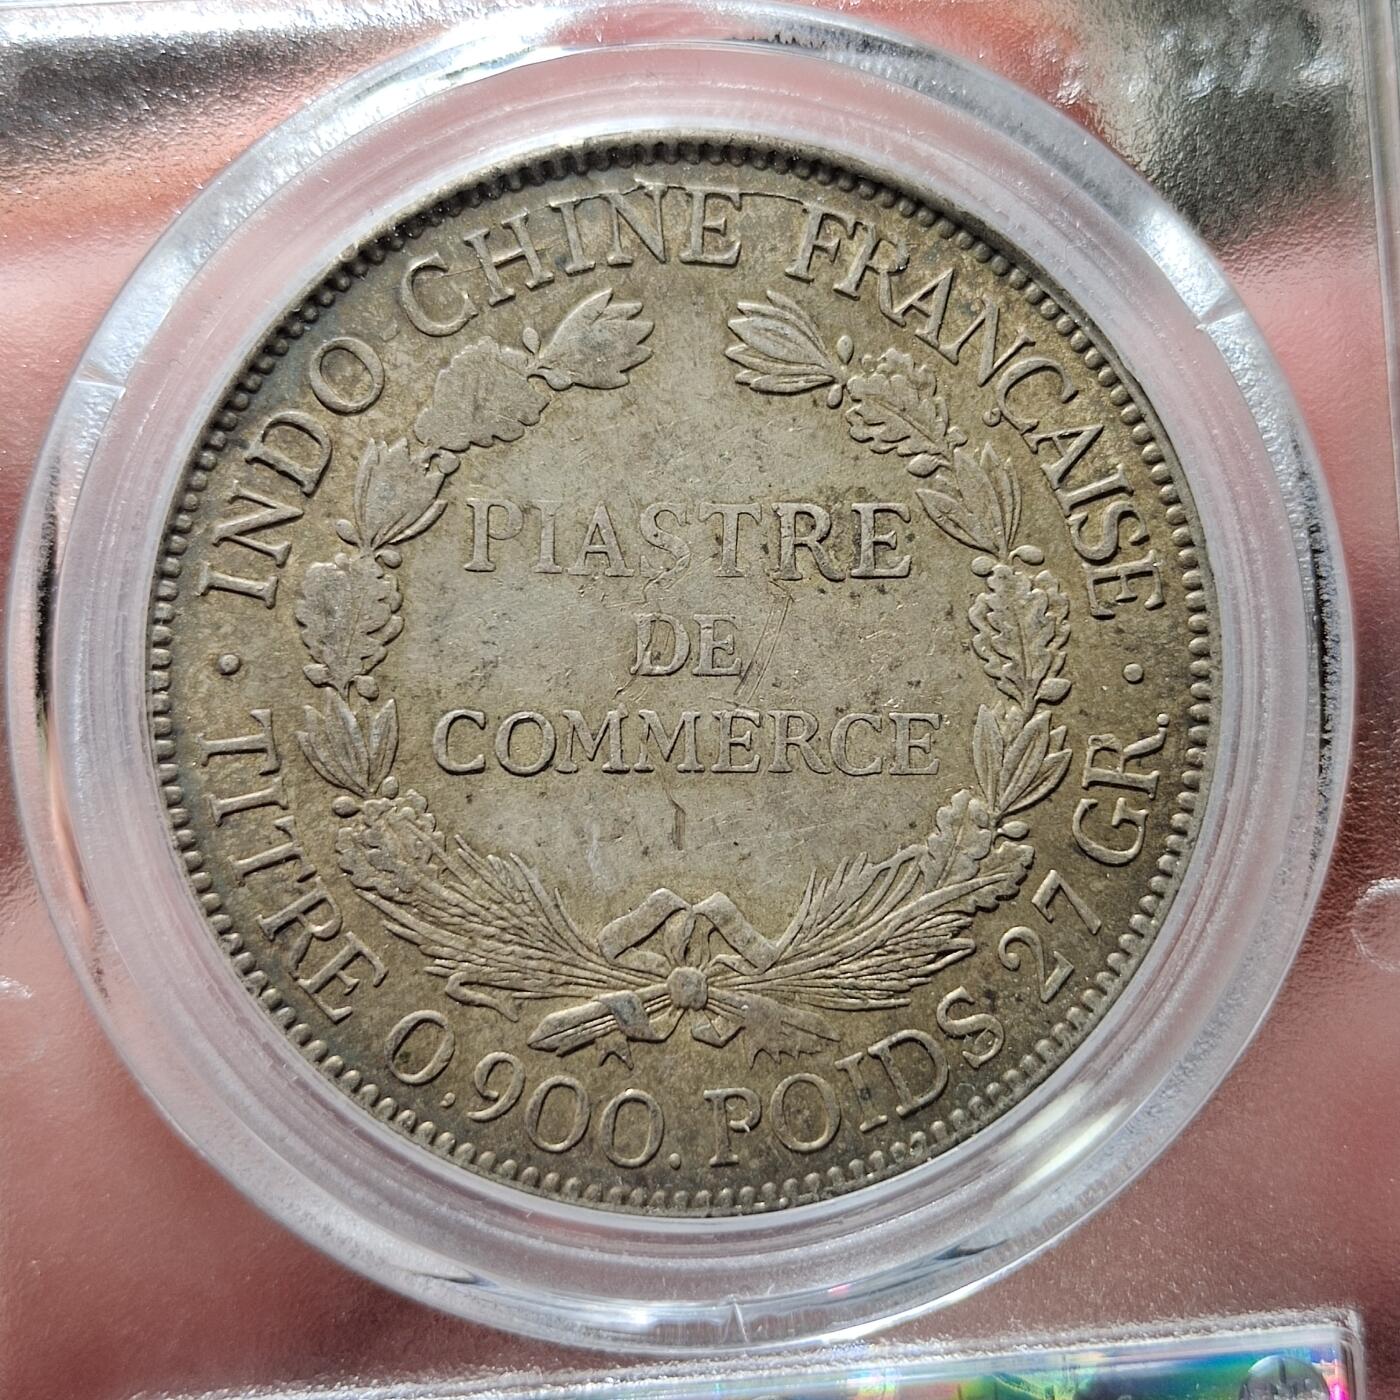 INDO-CHINE FRANÇAISE
PIASTRE
DE
COMMERCE
· TITRE 0,900. POIDS 27 GR. ·